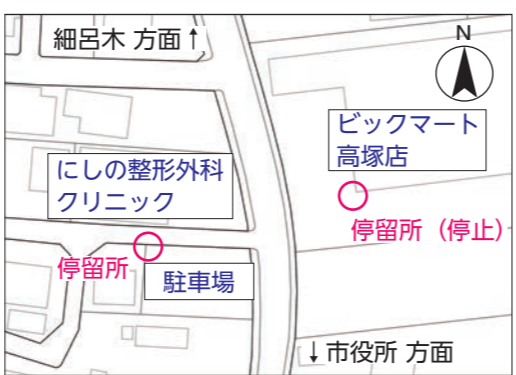 細呂木 方面↑
N
ビックマート
高塚店
にしの整形外科
クリニック
停留所（停止）
停留所
駐車場
↓市役所 方面